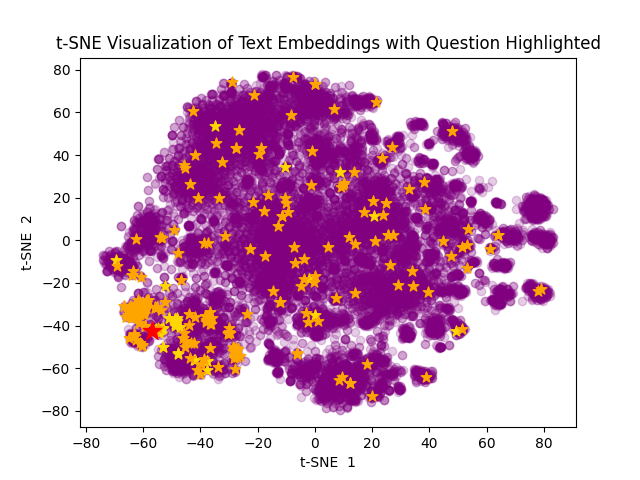 t-SNE Visualization of Text Embeddings with Question Highlighted
80
60
40
20
0
−20
−40
−60
−80
t-SNE 2
−80 −60 −40 −20 0 20 40 60 80
t-SNE 1